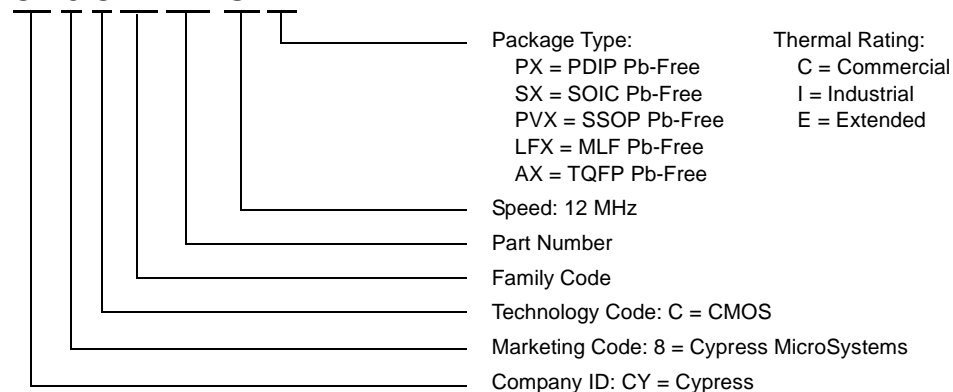 Package Type:
PX = PDIP Pb-Free
SX = SOIC Pb-Free
PVX = SSOP Pb-Free
LFX = MLF Pb-Free
AX = TQFP Pb-Free
Thermal Rating:
C = Commercial
I = Industrial
E = Extended
Speed: 12 MHz
Part Number
Family Code
Technology Code: C = CMOS
Marketing Code: 8 = Cypress MicroSystems
Company ID: CY = Cypress